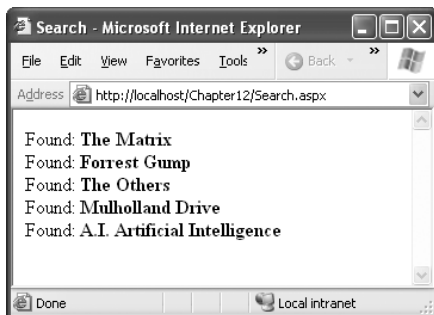 Search - Microsoft Internet Explorer
File Edit View Favorites Tools » Back »
Address http://localhost/Chapter12/Search.aspx
Found: The Matrix
Found: Forrest Gump
Found: The Others
Found: Mulholland Drive
Found: A.I. Artificial Intelligence
Done Local intranet